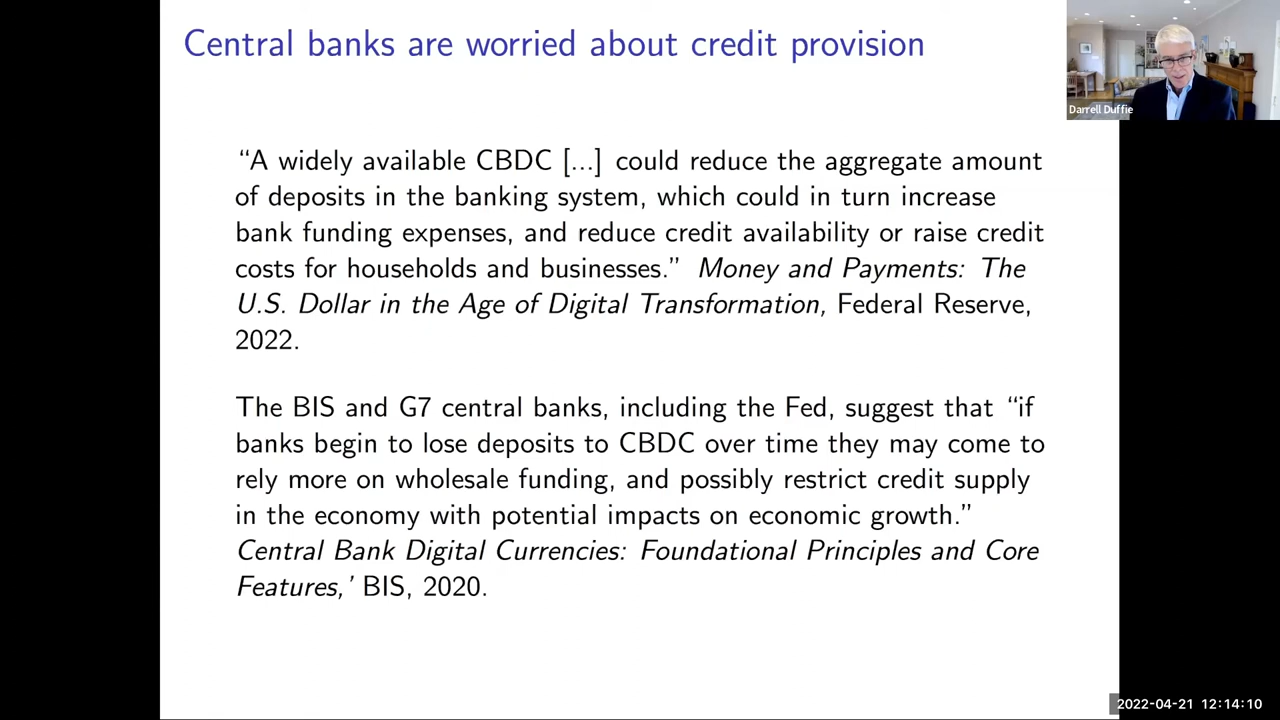 Central banks are worried about credit provision
Darrell Duffie
“A widely available CBDC [...] could reduce the aggregate amount
of deposits in the banking system, which could in turn increase
bank funding expenses, and reduce credit availability or raise credit
costs for households and businesses.” Money and Payments: The
U.S. Dollar in the Age of Digital Transformation, Federal Reserve,
2022.
The BIS and G7 central banks, including the Fed, suggest that “if
banks begin to lose deposits to CBDC over time they may come to
rely more on wholesale funding, and possibly restrict credit supply
in the economy with potential impacts on economic growth.”
Central Bank Digital Currencies: Foundational Principles and Core
Features,’ BIS, 2020.
2022-04-21 12:14:10